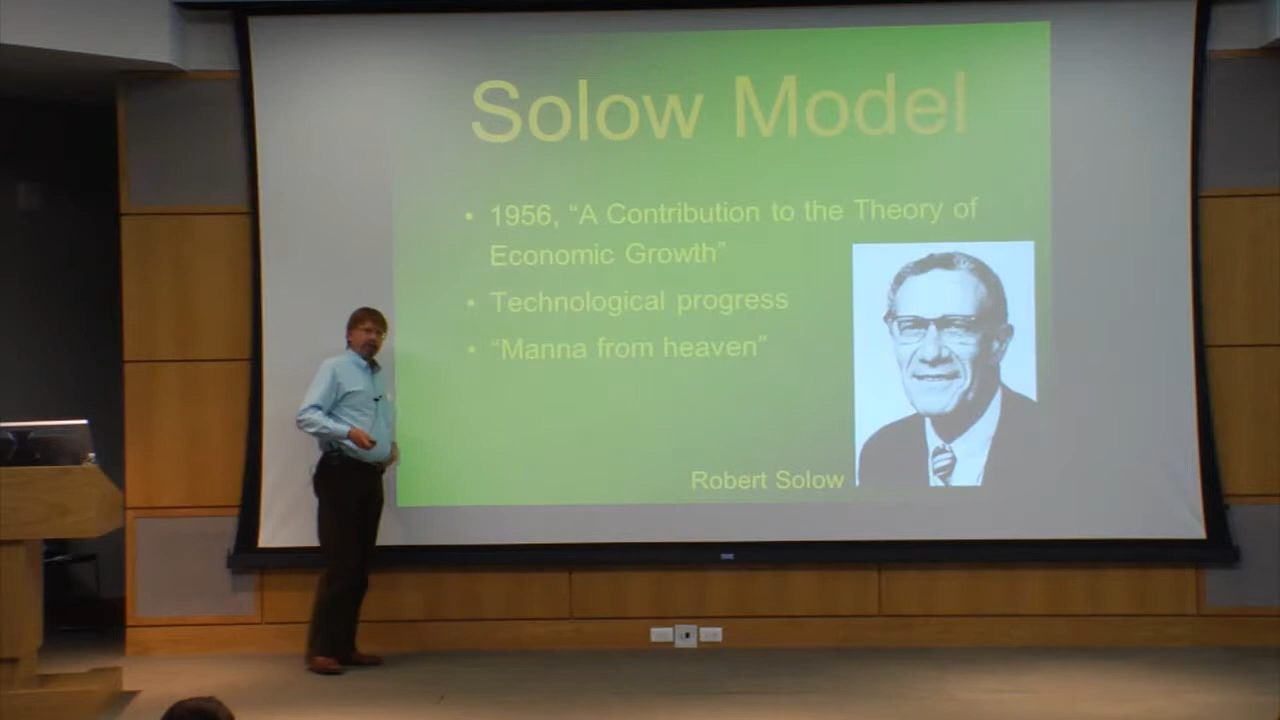 Solow Model
• 1956, “A Contribution to the Theory of
Economic Growth”
• Technological progress
• “Manna from heaven”
Robert Solow